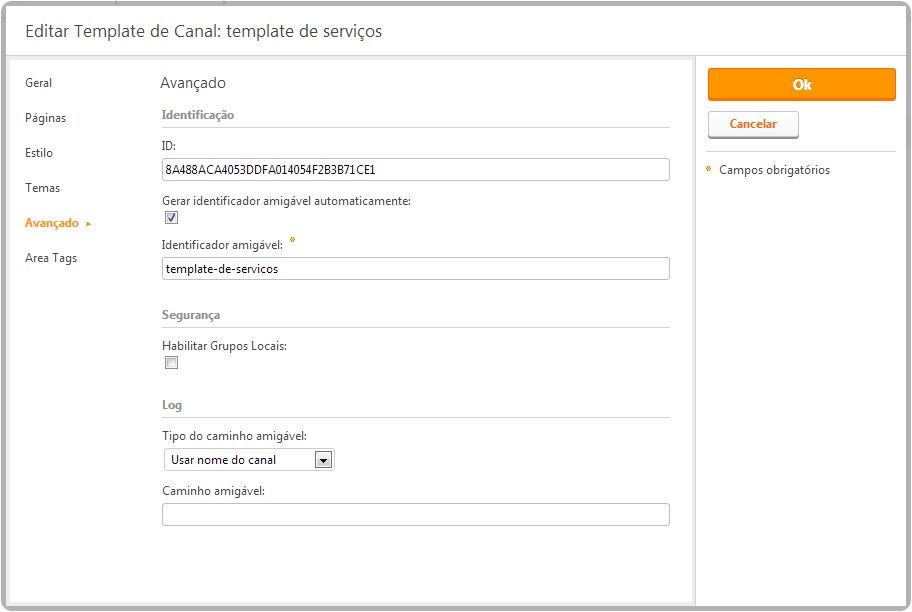 Editar Template de Canal: template de serviços
Geral
Páginas
Estilo
Temas
Avançado
Area Tags
Avançado
Identificação
ID:
8A488ACA4053DDFA014054F2B3B71CE1
Gerar identificador amigável automaticamente:
Identificador amigável: *
template-de-servicos
Segurança
Habilitar Grupos Locais:
Log
Tipo do caminho amigável:
Usar nome do canal
Caminho amigável:
Ok
Cancelar
* Campos obrigatórios